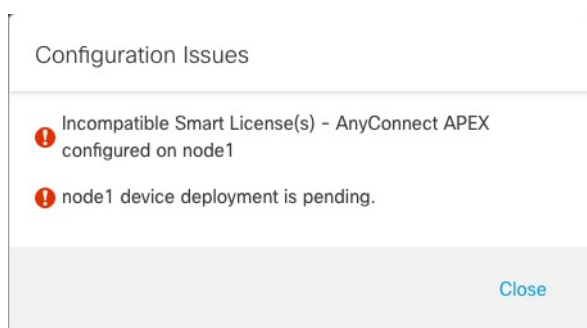 Configuration Issues
Incompatible Smart License(s) - AnyConnect APEX
configured on node1
node1 device deployment is pending.
Close